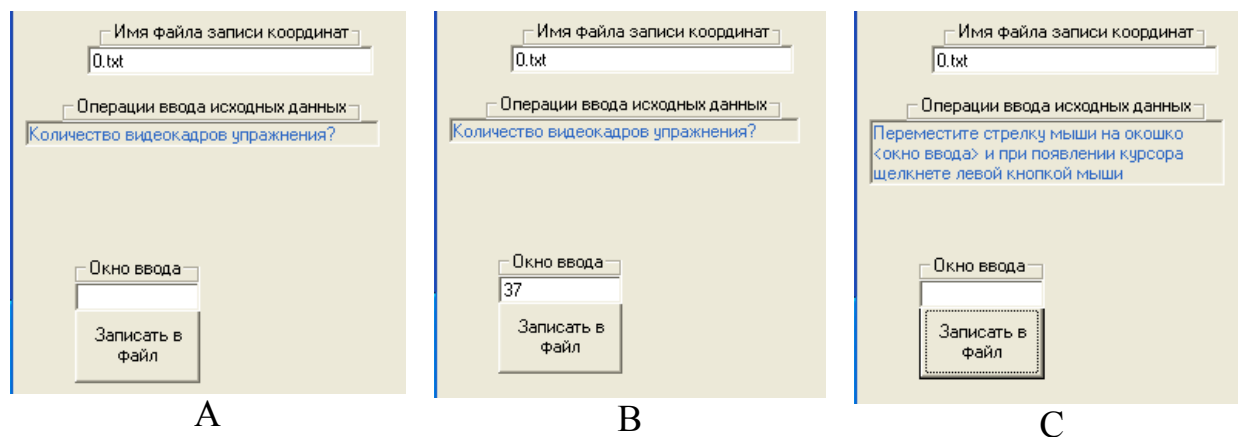 Имя файла записи координат
0.txt
Операции ввода исходных данных
Количество видеокадров упражнения?
Окно ввода
Записать в
файл
A
Имя файла записи координат
0.txt
Операции ввода исходных данных
Количество видеокадров упражнения?
Окно ввода
37
Записать в
файл
B
Имя файла записи координат
0.txt
Операции ввода исходных данных
Переместите стрелку мыши на окошко
<окно ввода> и при появлении курсора
щелкнете левой кнопкой мыши
Окно ввода
Записать в
файл
C